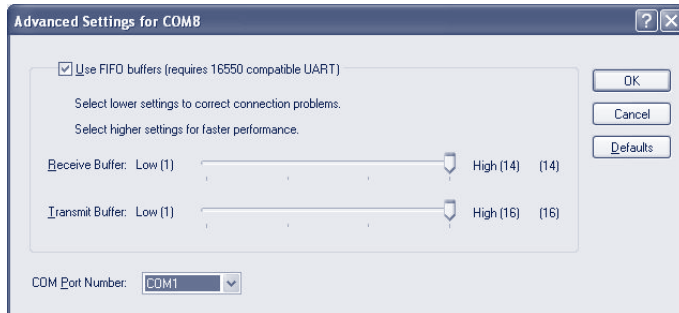 Advanced Settings for COM8
Use FIFO buffers (requires 16550 compatible UART)
Select lower settings to correct connection problems.
Select higher settings for faster performance.
Receive Buffer: Low (1) High (14) (14)
Transmit Buffer: Low (1) High (16) (16)
COM Port Number: COM1
OK
Cancel
Defaults